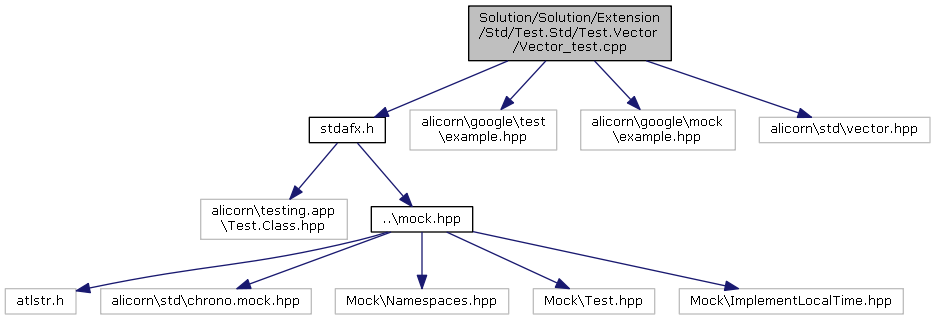 Solution/Solution/Extension
/Std/Test.Std/Test.Vector
/Vector_test.cpp
stdafx.h
alicorn\google\test
\example.hpp
alicorn\google\mock
\example.hpp
alicorn\std\vector.hpp
alicorn\testing.app
\Test.Class.hpp
..\mock.hpp
atlstr.h
alicorn\std\chrono.mock.hpp
Mock\Namespaces.hpp
Mock\Test.hpp
Mock\ImplementLocalTime.hpp